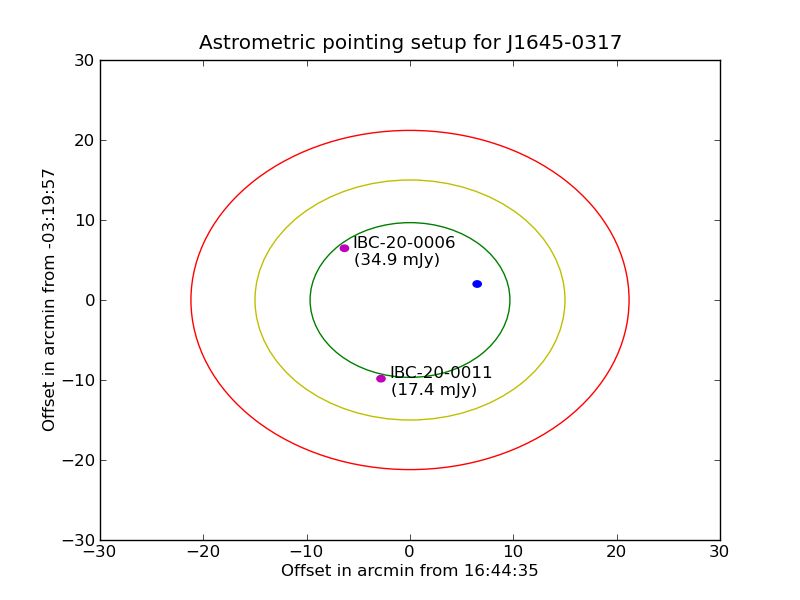 Astrometric pointing setup for J1645-0317
30
20
10
0
−10
−20
−30
Offset in arcmin from -03:19:57
IBC-20-0006
(34.9 mJy)
IBC-20-0011
(17.4 mJy)
−30 −20 −10 0 10 20 30
Offset in arcmin from 16:44:35